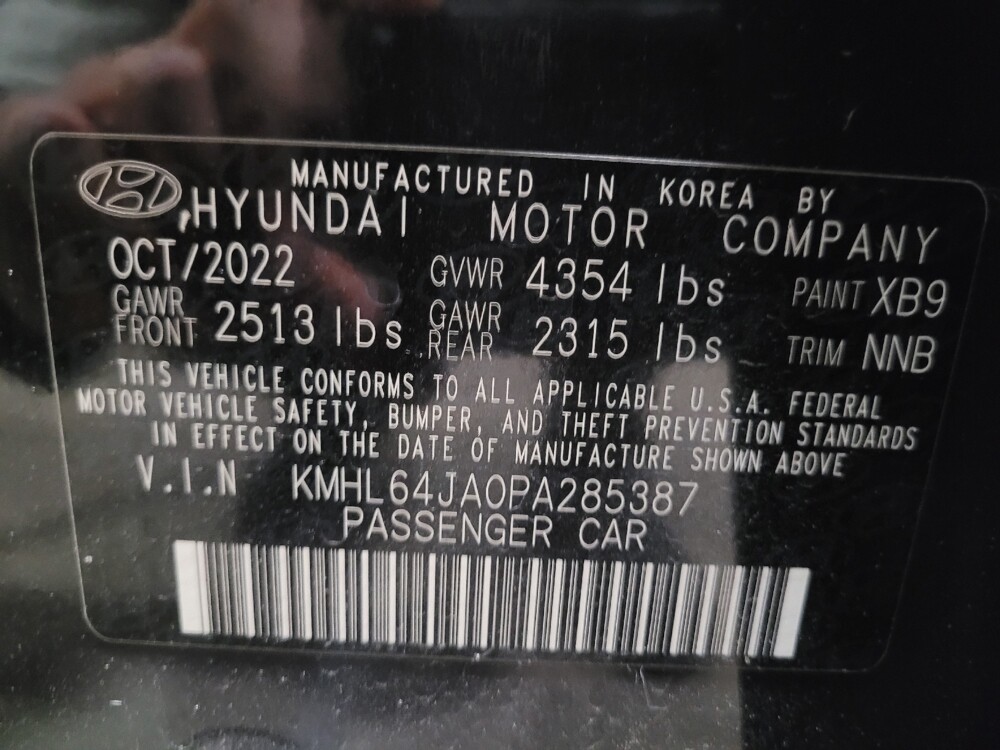 MANUFACTURED IN KOREA BY
HYUNDAI MOTOR COMPANY
OCT/2022 GVWR 4354 lbs PAINT XB9
GAWR FRONT 2513 lbs GAWR REAR 2315 lbs TRIM NNB
THIS VEHICLE CONFORMS TO ALL APPLICABLE U.S.A. FEDERAL
MOTOR VEHICLE SAFETY, BUMPER, AND THEFT PREVENTION STANDARDS
IN EFFECT ON THE DATE OF MANUFACTURE SHOWN ABOVE
V.I.N KMHL64JA0PA285387
PASSENGER CAR